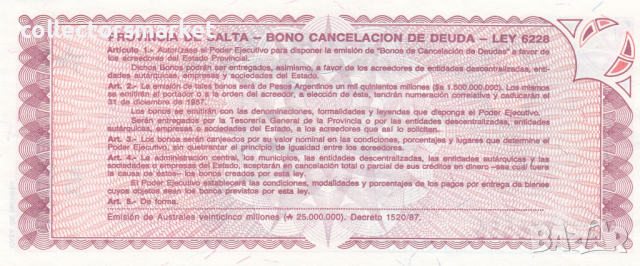 collectorsmarket
PROVINCIA DE SALTA - BONO CANCELACION DE DEUDA - LEY 6228
Artículo 1.- Autorízase al Poder Ejecutivo para disponer la emisión de "Bonos de Cancelación de Deudas" a favor de
los acreedores del Estado Provincial.
Dichos Bonos podrán ser entregados, asimismo, a favor de los acreedores de entidades descentralizadas, enti-
dades autárquicas, empresas y sociedades del Estado.
Art. 2.- La emisión de tales bonos será de Pesos Argentinos un mil quinientos millones ($a 1.500.000.000). Los mismos
se emitirán al portador o a la orden del acreedor, a elección de ésta, tendrán numeración correlativa y caducarán el
31 de diciembre de 1987.
Los bonos se emitirán con las denominaciones, formalidades y leyendas que disponga el Poder Ejecutivo.
Serán entregados por la Tesorería General de la Provincia o por las entidades descentralizadas, entidades
autárquicas, empresas o sociedades del Estado, a los acreedores que así lo soliciten.
Art. 3.- Los bonos serán canjeados por su valor nominal en las condiciones, porcentajes y lugares que determine el
Poder Ejecutivo, sin quebrantar el principio de igualdad entre los acreedores.
Art. 4.- La administración central, los municipios, las entidades descentralizadas, las entidades autárquicas y las
sociedades o empresas del Estado, aceptarán en cancelación total o parcial de sus créditos en dinero -sea cual fuere
la causa de éstos- los bonos creados por esta ley.
El Poder Ejecutivo establecerá las condiciones, modalidades y porcentajes de los pagos por entrega de bienes
cuyos objetos sean los bonos previstos por esta ley.
Art. 5.- De forma.
Emisión de Australes veinticinco millones (₳ 25.000.000). Decreto 1520/87.
BAZAR